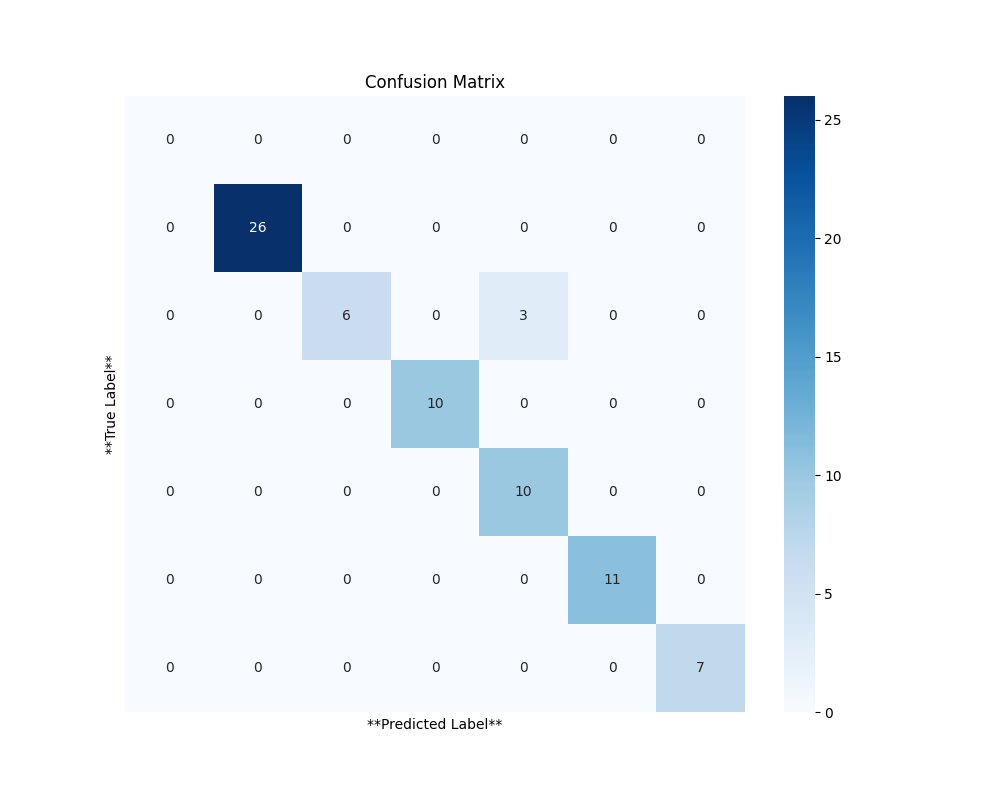 Confusion Matrix
0 0 0 0 0 0 0
0 26 0 0 0 0 0
0 0 6 0 3 0 0
0 0 0 10 0 0 0
0 0 0 0 10 0 0
0 0 0 0 0 11 0
0 0 0 0 0 0 7
**True Label**
**Predicted Label**
25
20
15
10
5
0